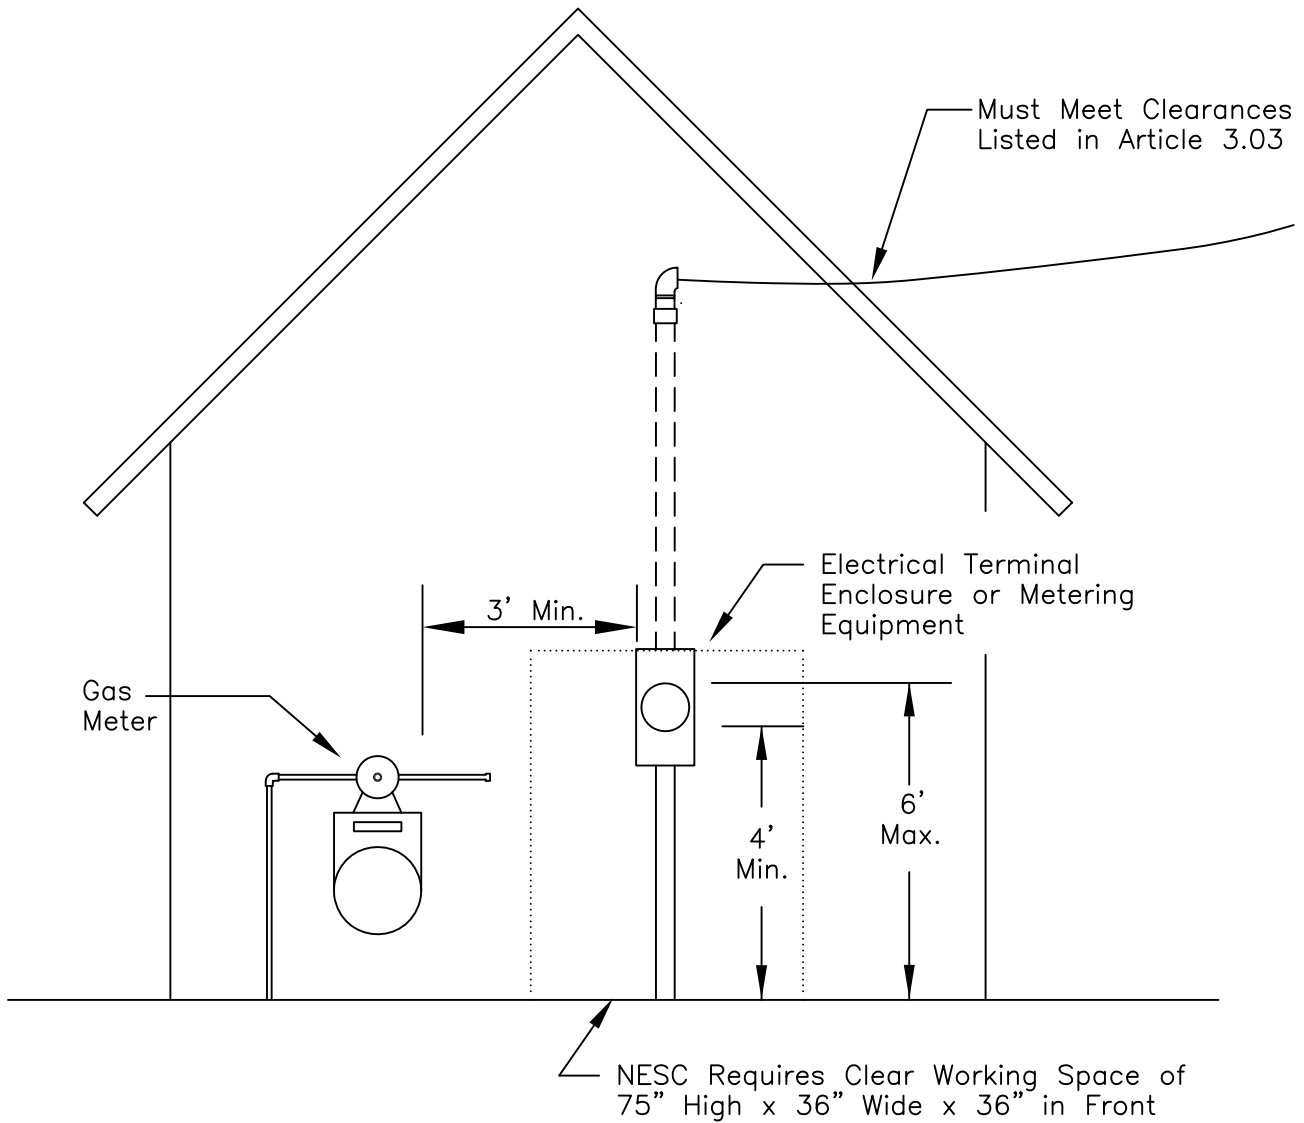 Must Meet Clearances
Listed in Article 3.03
Electrical Terminal
Enclosure or Metering
Equipment
3' Min.
Gas
Meter
6'
Max.
4'
Min.
NESC Requires Clear Working Space of
75” High x 36” Wide x 36” in Front